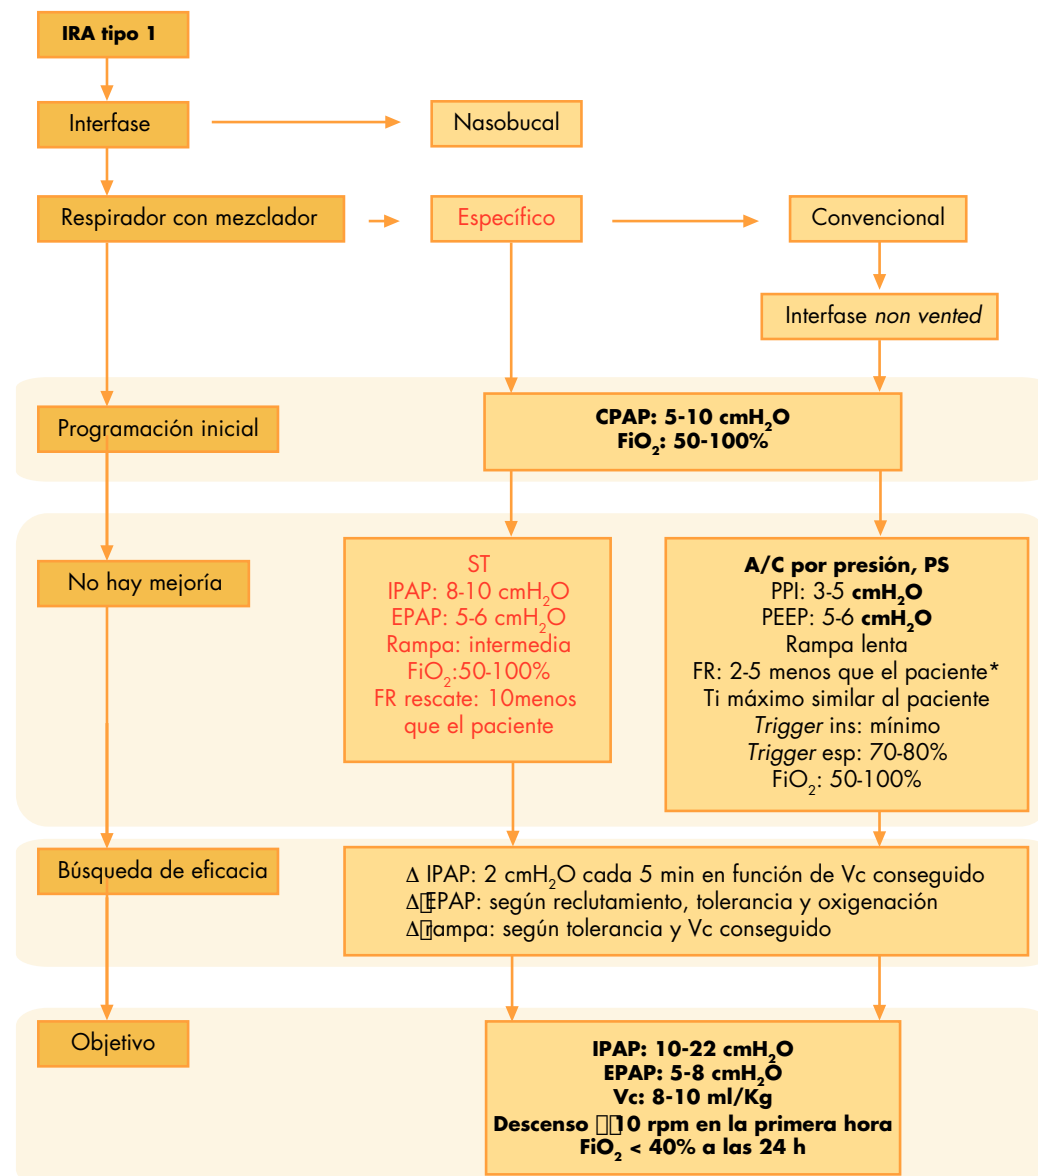 IRA tipo 1
Interfase
Nasobucal
Respirador con mezclador
Específico
Convencional
Interfase non vented
Programación inicial
CPAP: 5-10 cmH₂O
FiO₂: 50-100%
No hay mejoría
ST
IPAP: 8-10 cmH₂O
EPAP: 5-6 cmH₂O
Rampa: intermedia
FiO₂:50-100%
FR rescate: 10menos
que el paciente
A/C por presión, PS
PPI: 3-5 cmH₂O
PEEP: 5-6 cmH₂O
Rampa lenta
FR: 2-5 menos que el paciente*
Ti máximo similar al paciente
Trigger ins: mínimo
Trigger esp: 70-80%
FiO₂: 50-100%
Búsqueda de eficacia
Δ IPAP: 2 cmH₂O cada 5 min en función de Vc conseguido
Δ EPAP: según reclutamiento, tolerancia y oxigenación
Δ rampa: según tolerancia y Vc conseguido
Objetivo
IPAP: 10-22 cmH₂O
EPAP: 5-8 cmH₂O
Vc: 8-10 ml/Kg
Descenso 10 rpm en la primera hora
FiO₂ < 40% a las 24 h